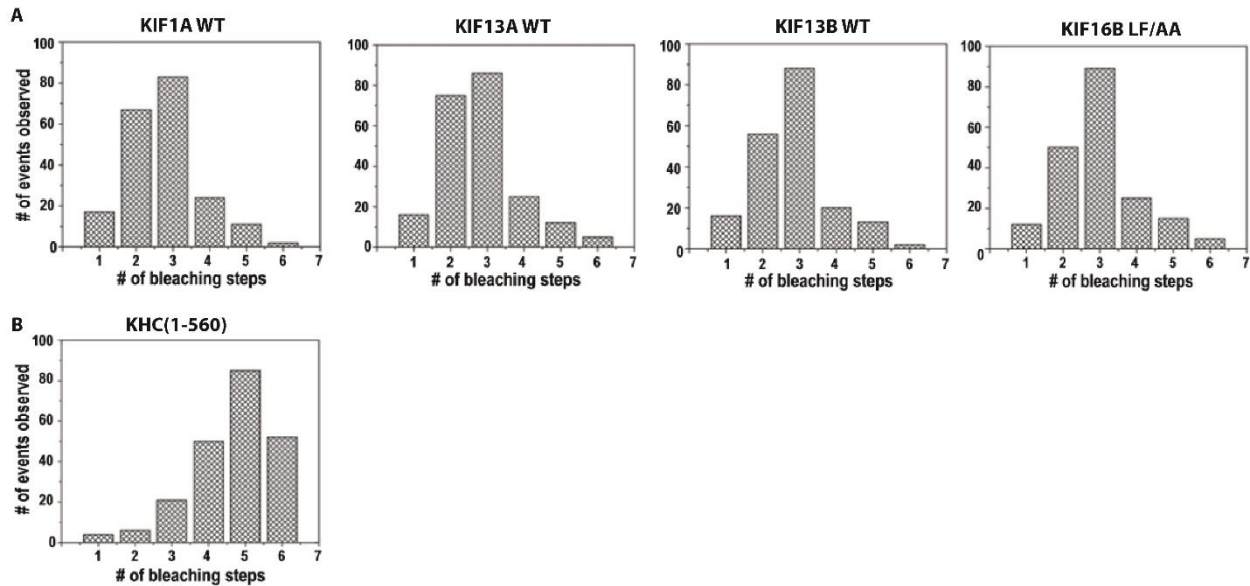 A
KIF1A WT
KIF13A WT
KIF13B WT
KIF16B LF/AA
# of events observed
100
80
60
40
20
0
1 2 3 4 5 6 7
# of bleaching steps
100
80
60
40
20
0
1 2 3 4 5 6 7
# of bleaching steps
100
80
60
40
20
0
1 2 3 4 5 6 7
# of bleaching steps
100
80
60
40
20
0
1 2 3 4 5 6 7
# of bleaching steps
B
KHC(1-560)
# of events observed
100
80
60
40
20
0
1 2 3 4 5 6 7
# of bleaching steps